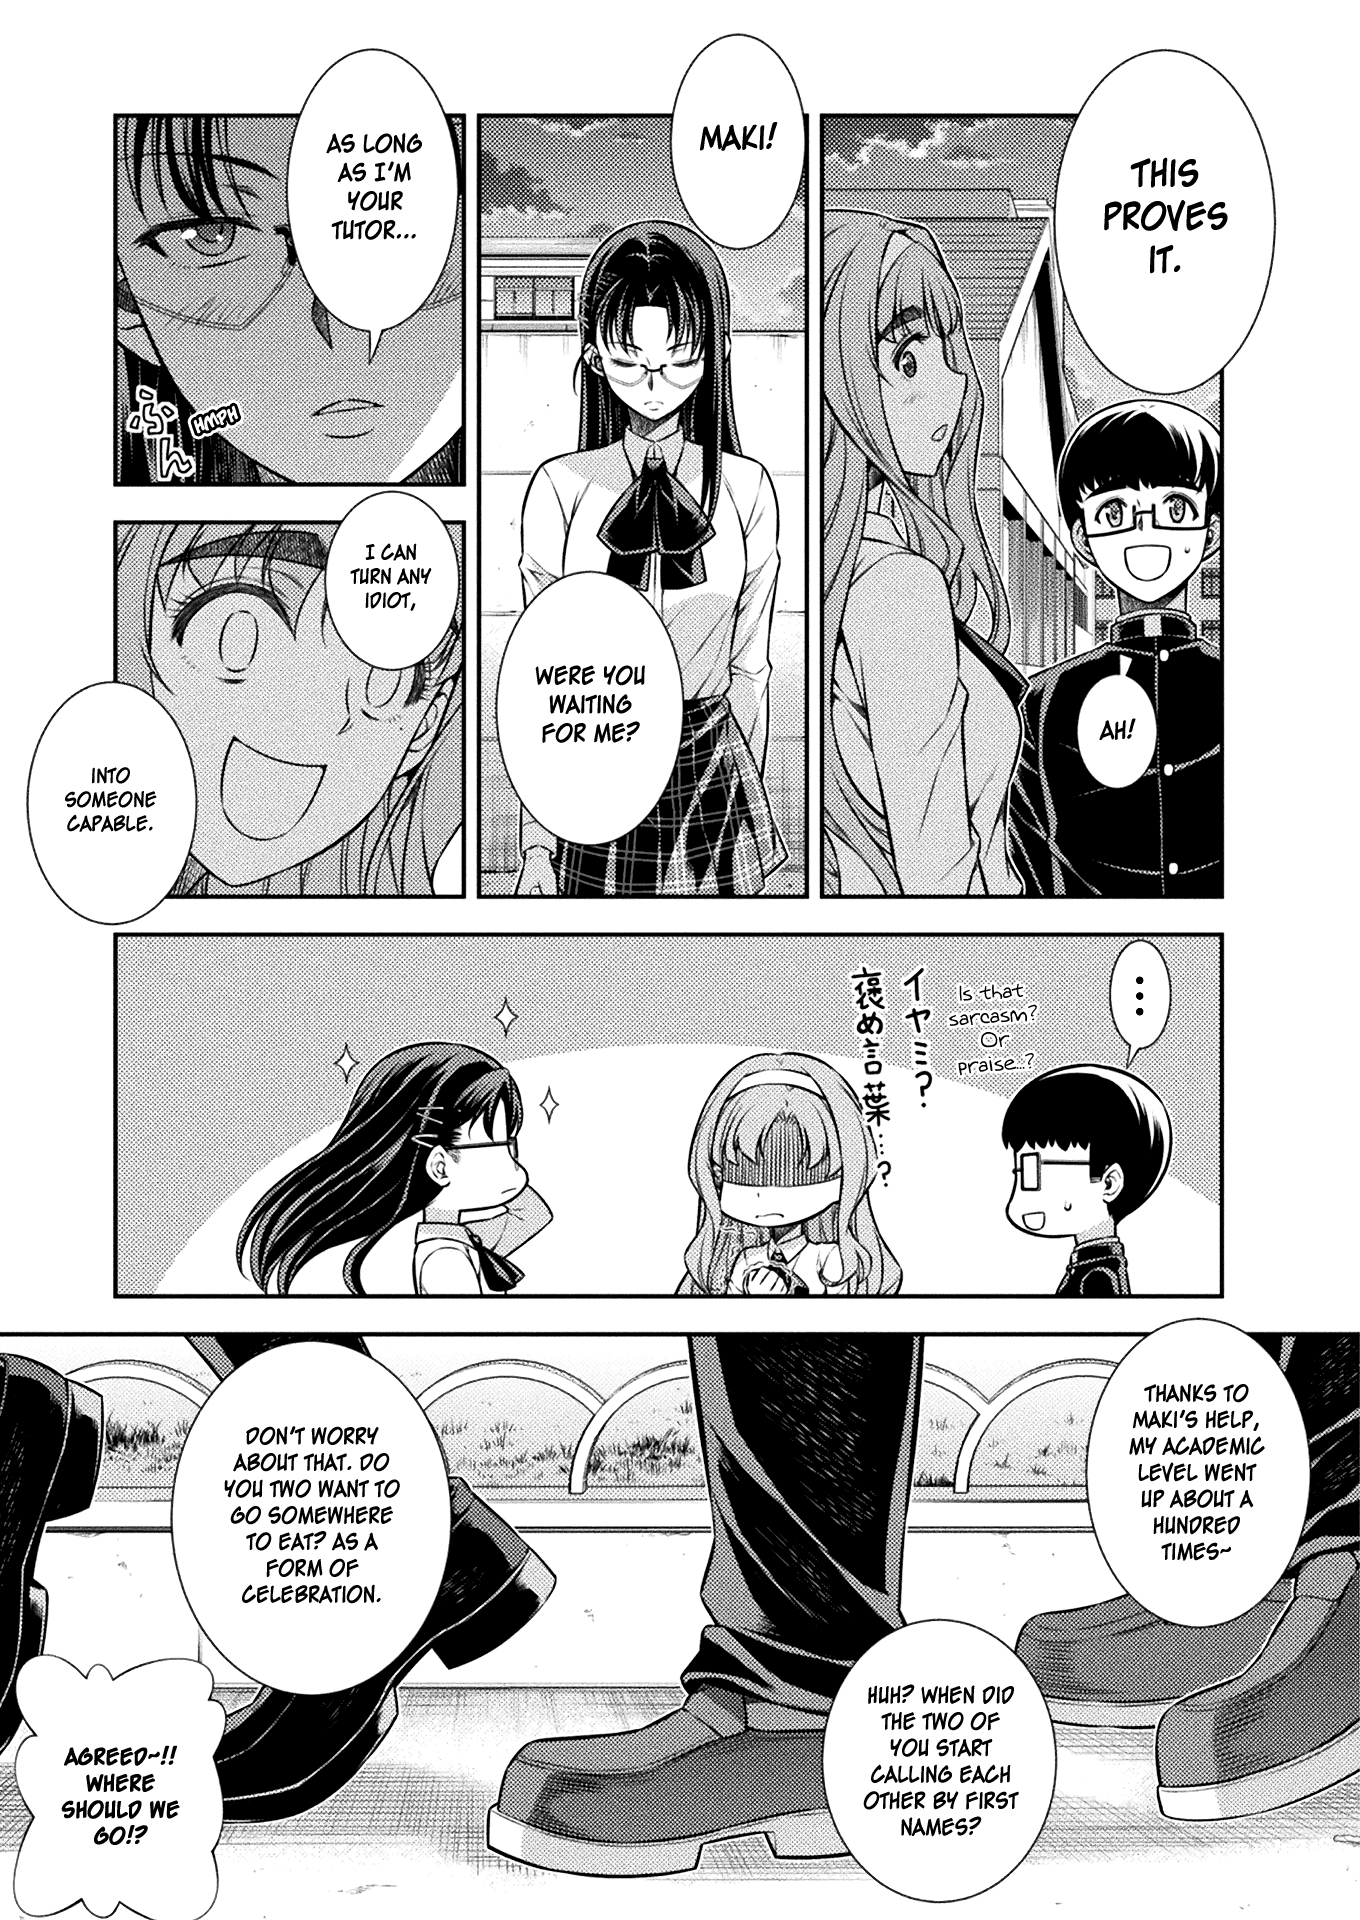 THIS
PROVES
IT.
AH!
MAKI!
WERE YOU
WAITING
FOR ME?
AS LONG
AS I'M
YOUR
TUTOR...
ふん
HMPH
I CAN
TURN ANY
IDIOT,
INTO
SOMEONE
CAPABLE.
...
Is that
sarcasm?
Or
praise...?
イヤミ?
褒め言葉…?
THANKS TO
MAKI'S HELP,
MY ACADEMIC
LEVEL WENT
UP ABOUT A
HUNDRED
TIMES~
HUH? WHEN DID
THE TWO OF
YOU START
CALLING EACH
OTHER BY FIRST
NAMES?
DON'T WORRY
ABOUT THAT. DO
YOU TWO WANT TO
GO SOMEWHERE
TO EAT? AS A
FORM OF
CELEBRATION.
AGREED~!!
WHERE
SHOULD WE
GO!?